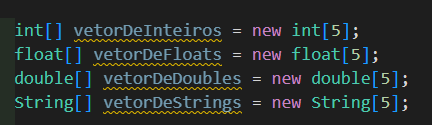 int[] vetorDeInteiros = new int[5];
float[] vetorDeFloats = new float[5];
double[] vetorDeDoubles = new double[5];
String[] vetorDeStrings = new String[5];